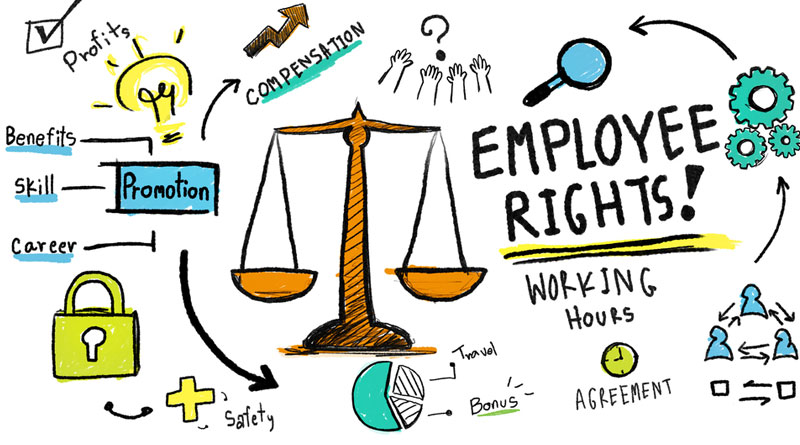 Profits
COMPENSATION
?
Benefits
Skill
Career
Promotion
EMPLOYEE
RIGHTS!
WORKING
HOURS
AGREEMENT
Travel
Bonus
Safety